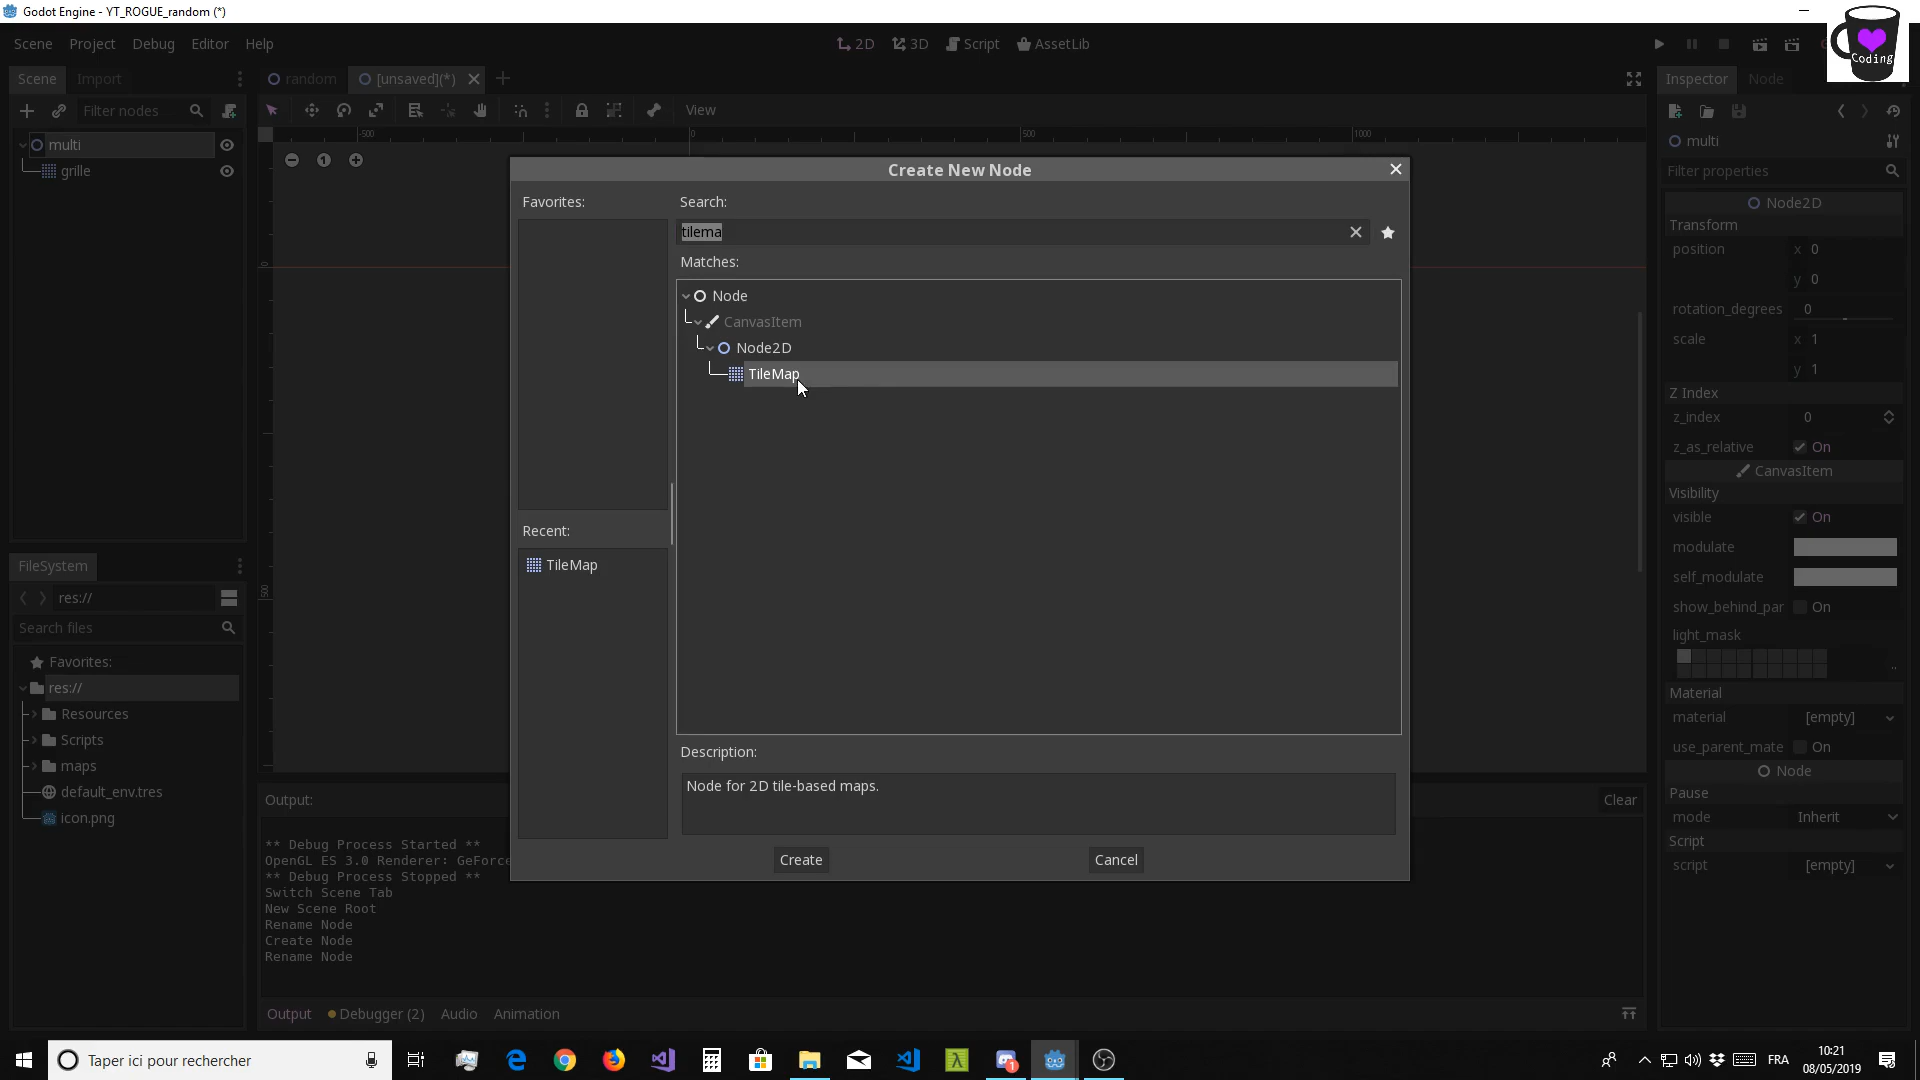 Godot Engine - YT_ROGUE_random (*)
Scene Project Debug Editor Help
2D 3D Script AssetLib
Coding
Scene Import
random [unsaved](*)
Inspector Node
Filter nodes
View
-500 0 500 1000
multi
grille
multi
Filter properties
Create New Node
Favorites:
Search:
tilema
Matches:
Node
CanvasItem
Node2D
TileMap
Recent:
TileMap
Description:
Node for 2D tile-based maps.
Create Cancel
0
500
Node2D
Transform
position x 0
y 0
rotation_degrees 0
scale x 1
y 1
Z Index
z_index 0
z_as_relative On
CanvasItem
Visibility
visible On
modulate
self_modulate
show_behind_par On
light_mask
..
Material
material [empty]
use_parent_mate On
Node
Pause
mode Inherit
Script
script [empty]
FileSystem
res://
Search files
Favorites:
res://
Resources
Scripts
maps
default_env.tres
icon.png
Output:
Clear
** Debug Process Started **
OpenGL ES 3.0 Renderer: GeForce
** Debug Process Stopped **
Switch Scene Tab
New Scene Root
Rename Node
Create Node
Rename Node
Output Debugger (2) Audio Animation
Taper ici pour rechercher
1
FRA
10:21
08/05/2019